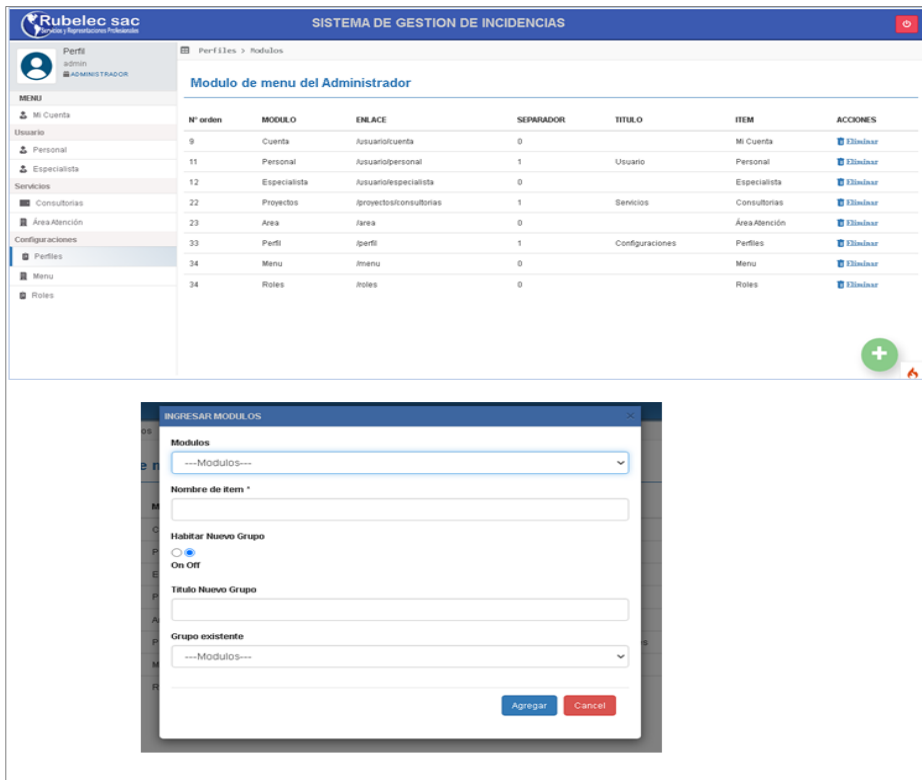 Rubelec sac
Servicios y Representaciones Profesionales
SISTEMA DE GESTION DE INCIDENCIAS
Perfil
admin
ADMINISTRADOR
MENU
Mi Cuenta
Usuario
Personal
Especialista
Servicios
Consultorias
Área Atención
Configuraciones
Perfiles
Menu
Roles
Perfiles > Modulos
Modulo de menu del Administrador
N° orden MODULO ENLACE SEPARADOR TITULO ITEM ACCIONES
9 Cuenta /usuario/cuenta 0 Mi Cuenta Eliminar
11 Personal /usuario/personal 1 Usuario Personal Eliminar
12 Especialista /usuario/especialista 0 Especialista Eliminar
22 Proyectos /proyectos/consultorias 1 Servicios Consultorias Eliminar
23 Area /area 0 Área Atención Eliminar
33 Perfil /perfil 1 Configuraciones Perfiles Eliminar
34 Menu /menu 0 Menu Eliminar
34 Roles /roles 0 Roles Eliminar
INGRESAR MODULOS
Modulos
---Modulos---
Nombre de item *
Habitar Nuevo Grupo
On Off
Titulo Nuevo Grupo
Grupo existente
---Modulos---
Agregar Cancel